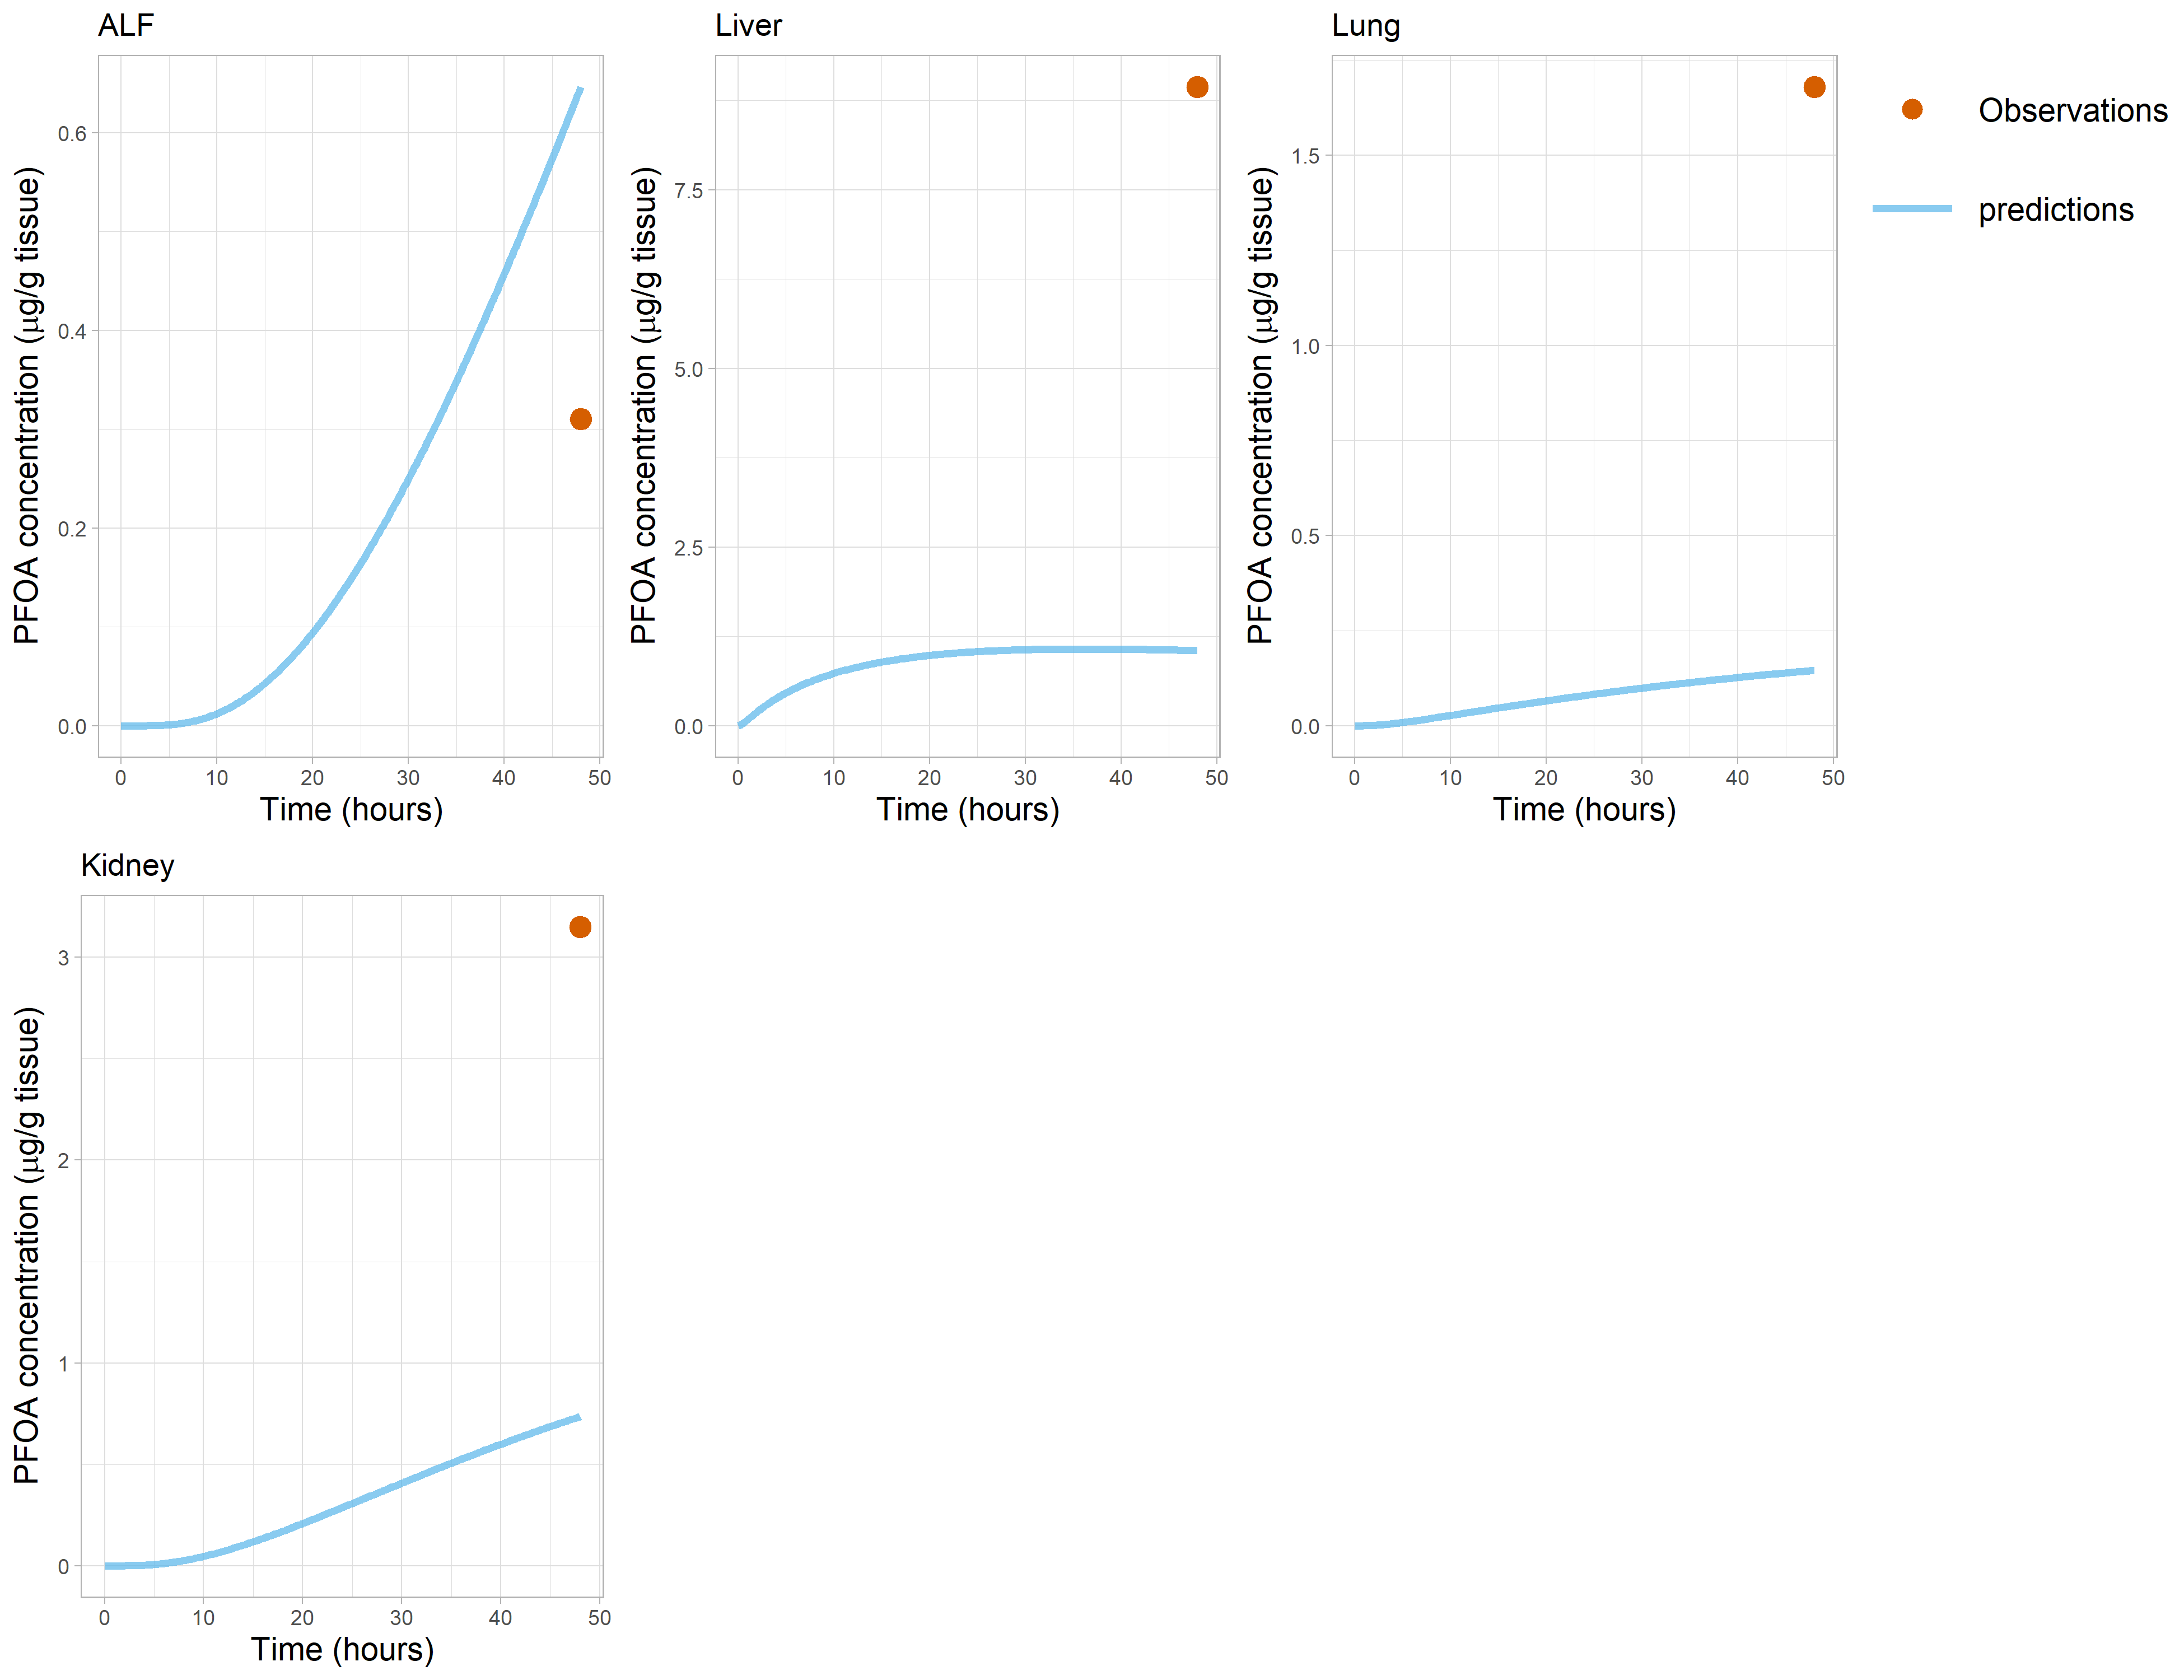 ALF
PFOA concentration (μg/g tissue)
0.6
0.4
0.2
0.0
0 10 20 30 40 50
Time (hours)
Liver
PFOA concentration (μg/g tissue)
7.5
5.0
2.5
0.0
0 10 20 30 40 50
Time (hours)
Lung
PFOA concentration (μg/g tissue)
1.5
1.0
0.5
0.0
0 10 20 30 40 50
Time (hours)
Observations
predictions
Kidney
PFOA concentration (μg/g tissue)
3
2
1
0
0 10 20 30 40 50
Time (hours)